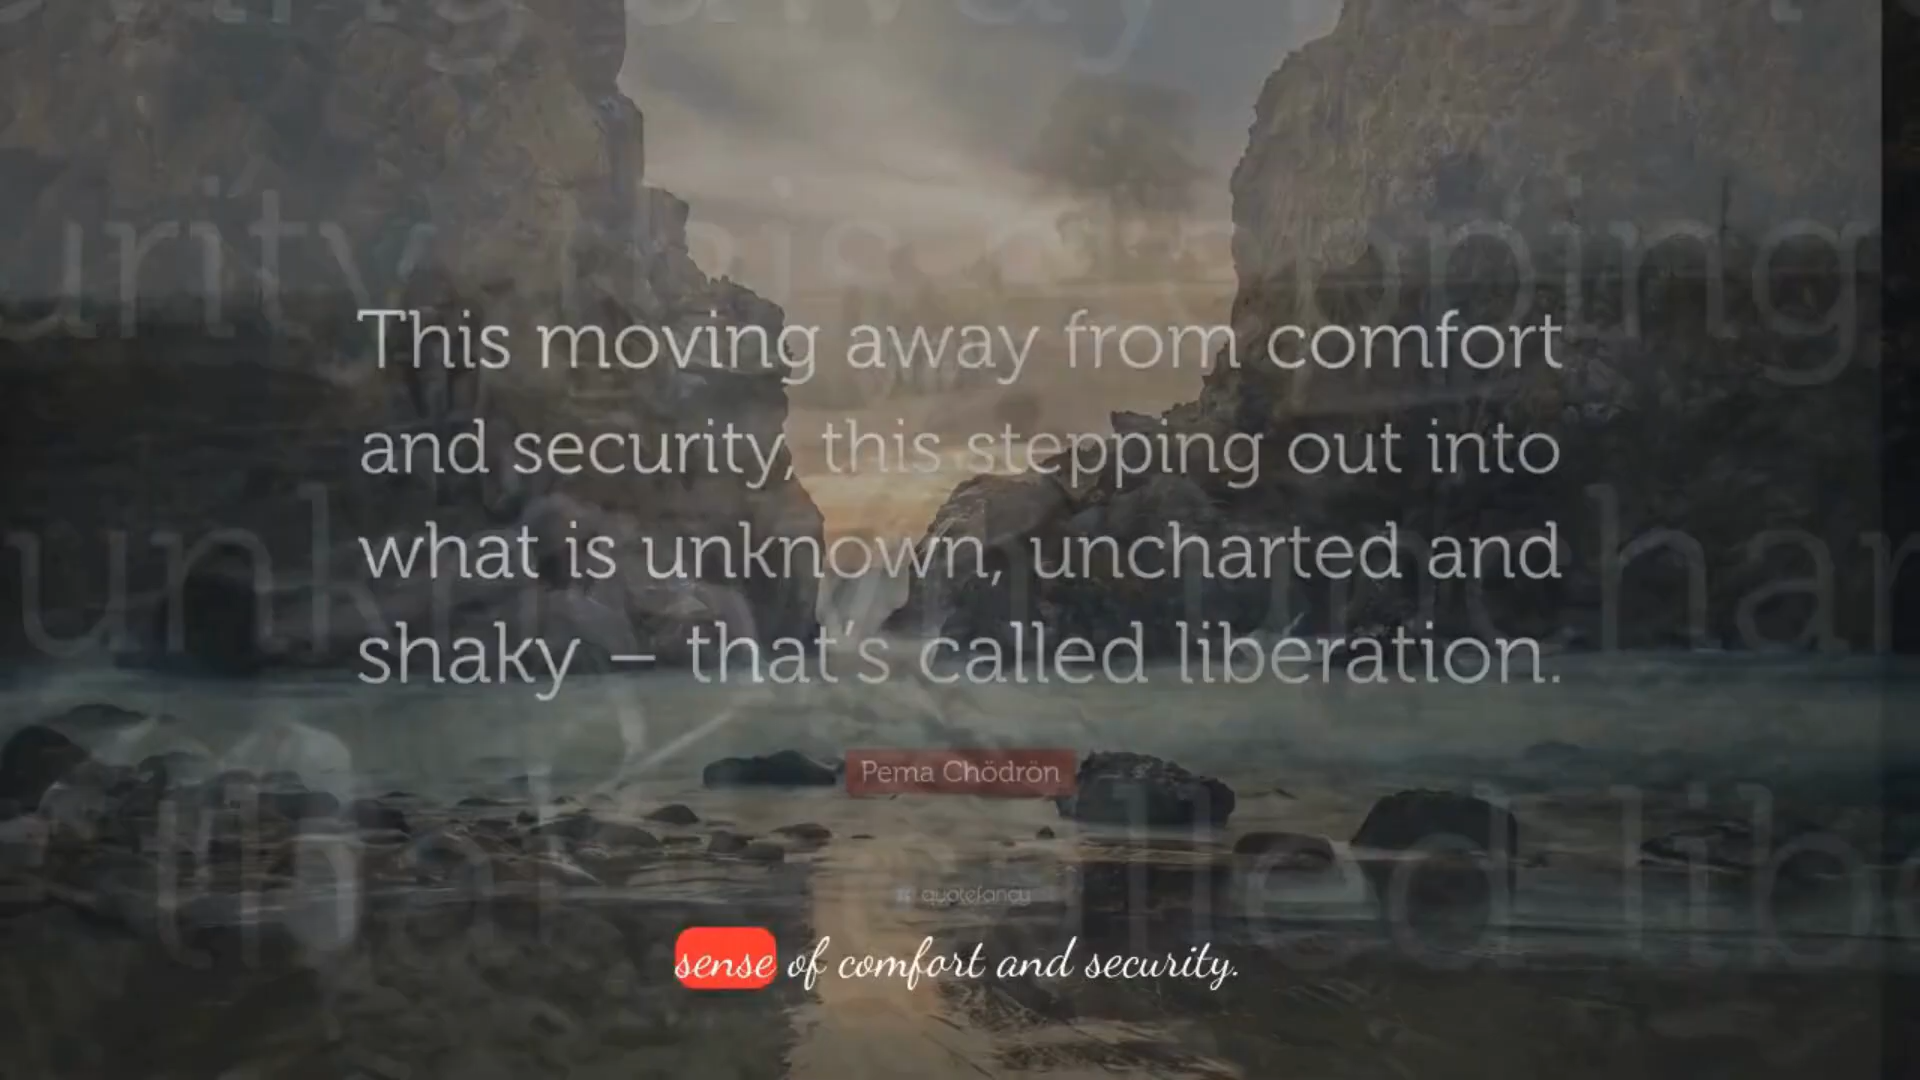 This moving away from comfort
and security, this stepping out into
what is unknown, uncharted and
shaky – that's called liberation.
Pema Chödrön
quotefancy
sense of comfort and security.